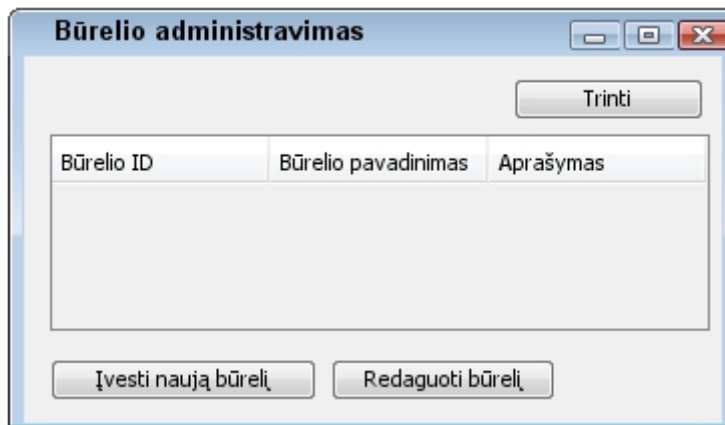 Būrelio administravimas
Trinti
Būrelio ID Būrelio pavadinimas Aprašymas
Įvesti naują būrelį Redaguoti būrelį